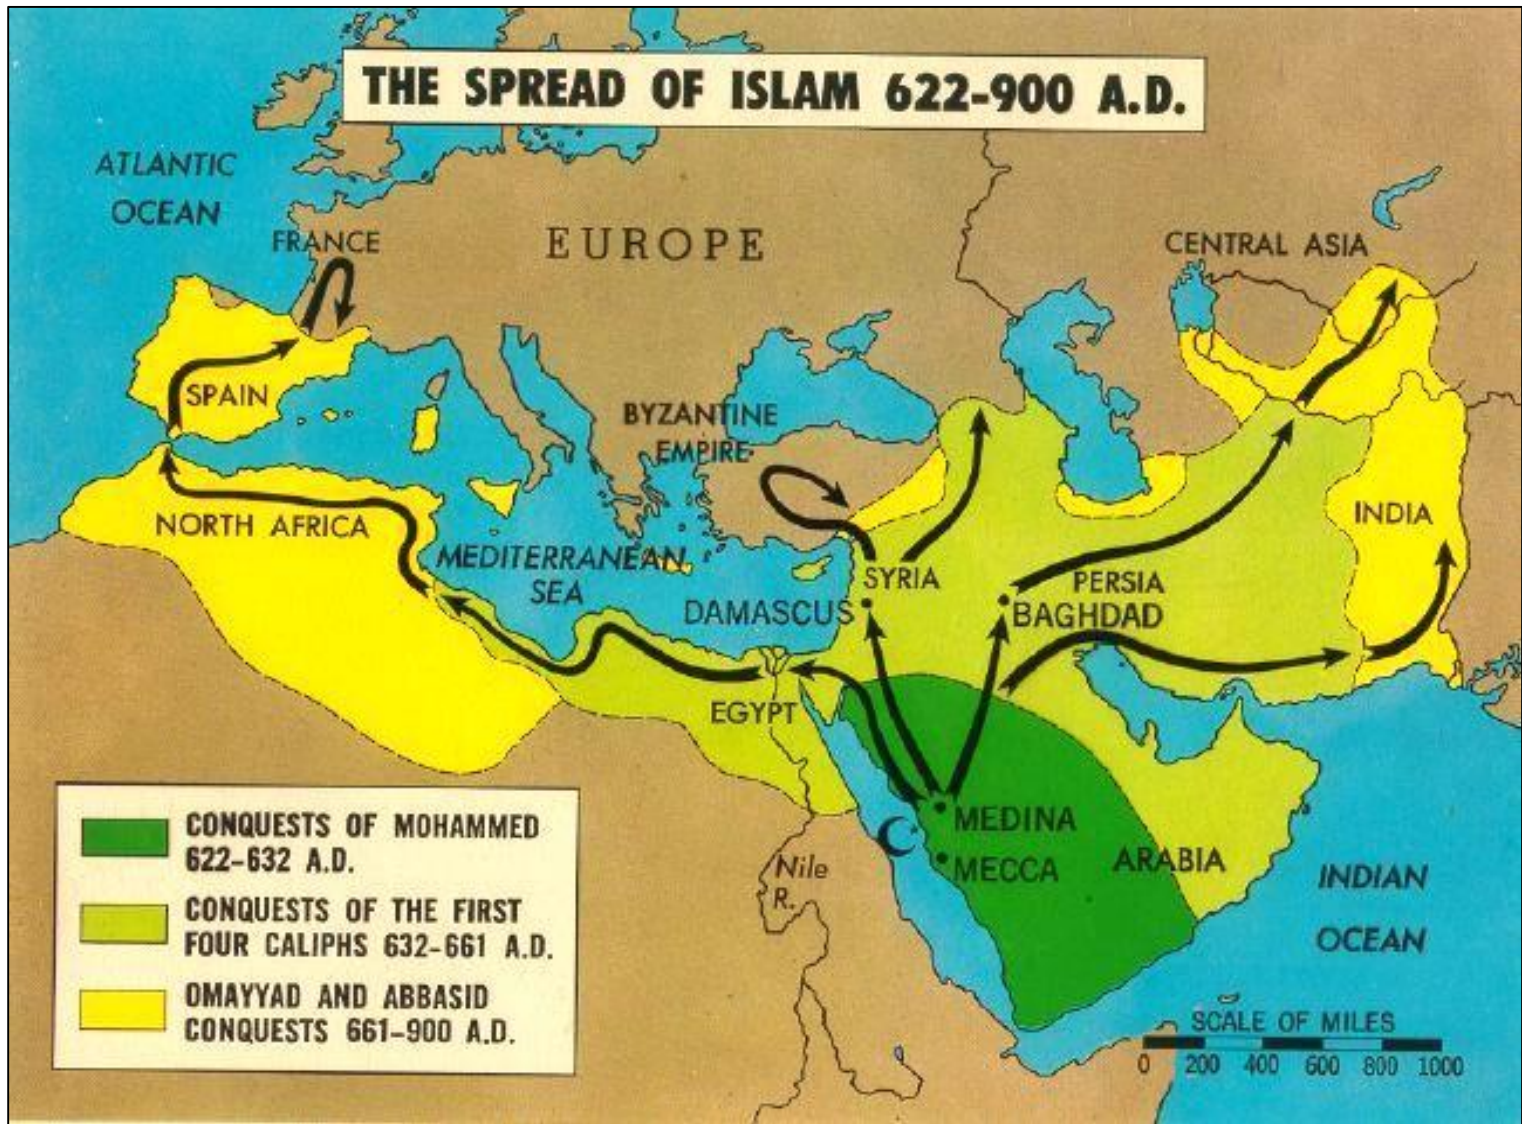 THE SPREAD OF ISLAM 622-900 A.D.
ATLANTIC
OCEAN
FRANCE
EUROPE
CENTRAL ASIA
SPAIN
BYZANTINE
EMPIRE
NORTH AFRICA
INDIA
MEDITERRANEAN
SEA
SYRIA
PERSIA
DAMASCUS
BAGHDAD
EGYPT
MEDINA
MECCA
ARABIA
Nile
R.
INDIAN
OCEAN
CONQUESTS OF MOHAMMED
622-632 A.D.
CONQUESTS OF THE FIRST
FOUR CALIPHS 632-661 A.D.
OMAYYAD AND ABBASID
CONQUESTS 661-900 A.D.
SCALE OF MILES
0 200 400 600 800 1000